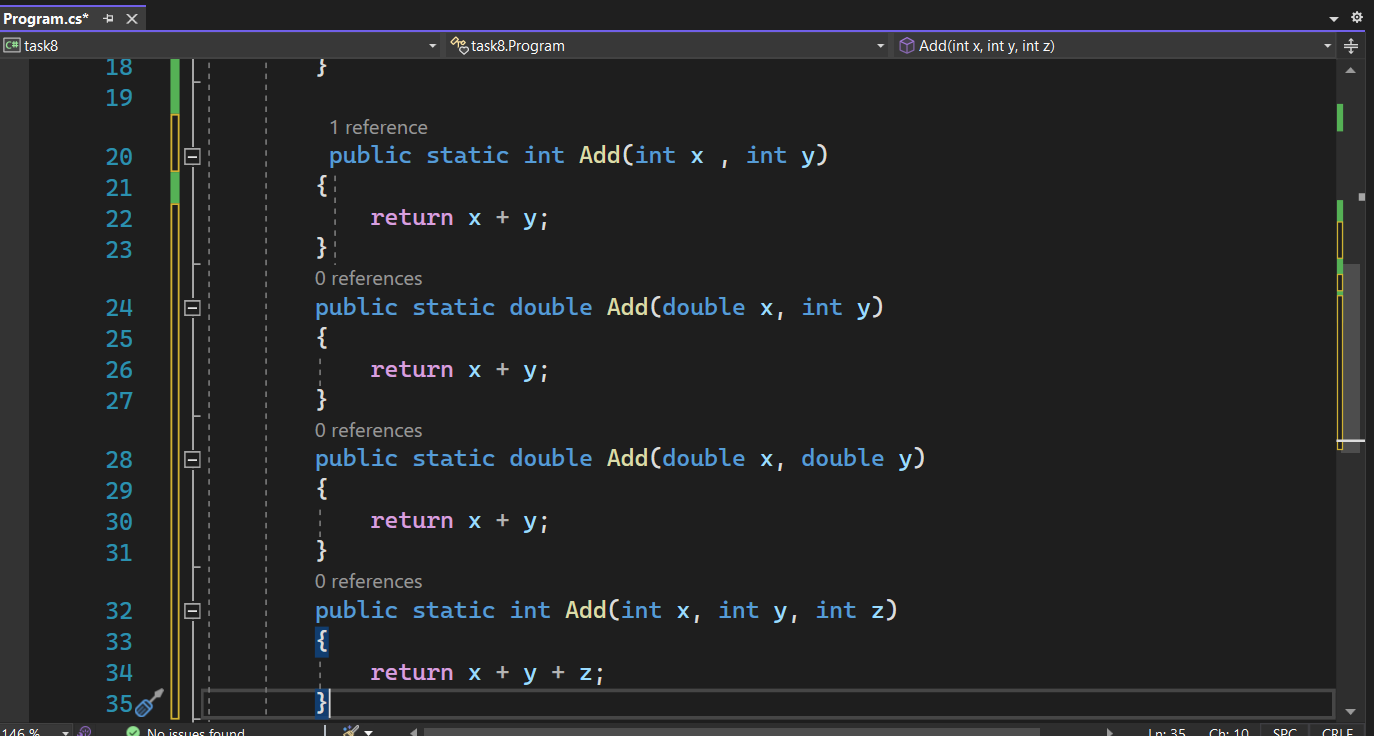 Program.cs*
task8 task8.Program Add(int x, int y, int z)
18 }
19
1 reference
20 public static int Add(int x , int y)
21 {
22 return x + y;
23 }
0 references
24 public static double Add(double x, int y)
25 {
26 return x + y;
27 }
0 references
28 public static double Add(double x, double y)
29 {
30 return x + y;
31 }
0 references
32 public static int Add(int x, int y, int z)
33 {
34 return x + y + z;
35 }
146 % No issues found Ln: 35 Ch: 10 SPC CRLF